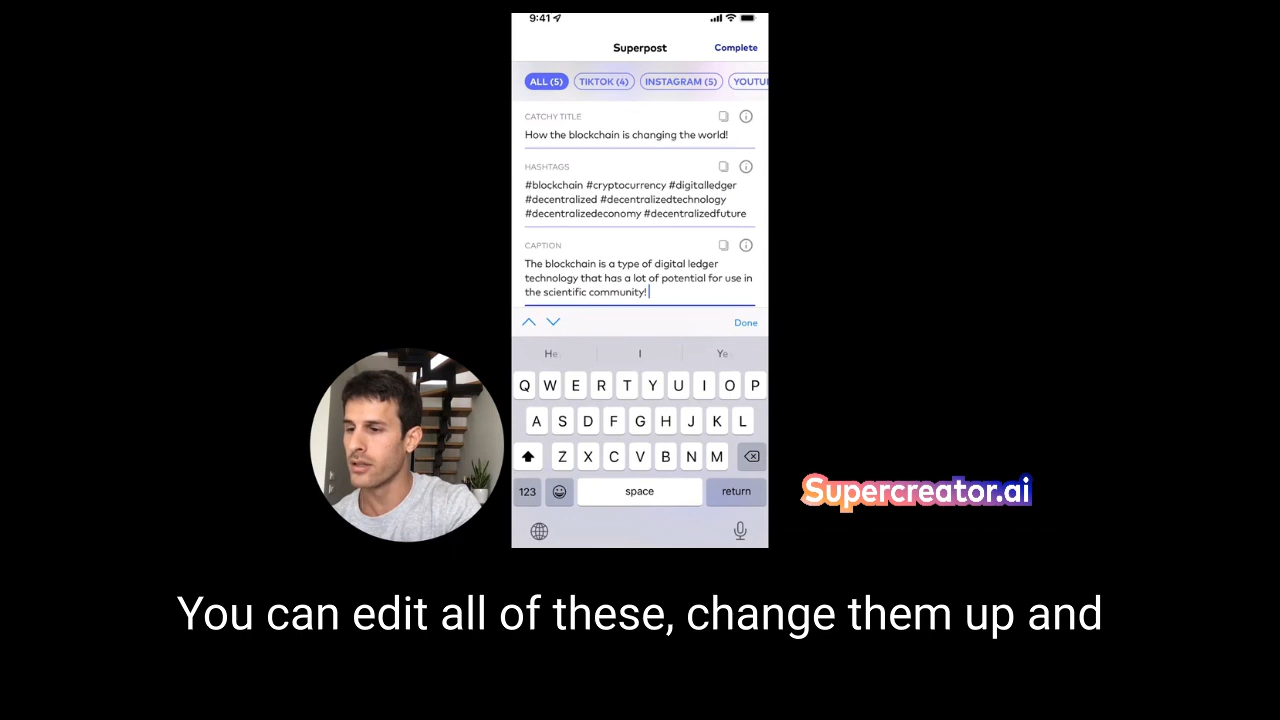 9:41
Superpost
Complete
ALL (5)
TIKTOK (4)
INSTAGRAM (5)
CATCHY TITLE
How the blockchain is changing the world!
HASHTAGS
#blockchain #cryptocurrency #digitalledger
#decentralized #decentralizedtechnology
#decentralizedeconomy #decentralizedfuture
CAPTION
The blockchain is a type of digital ledger
technology that has a lot of potential for use in
the scientific community!
Done
He I Ye
Q W E R T Y U I O P
A S D F G H J K L
Z X C V B N M
123 space return
Supercreator.ai
You can edit all of these, change them up and